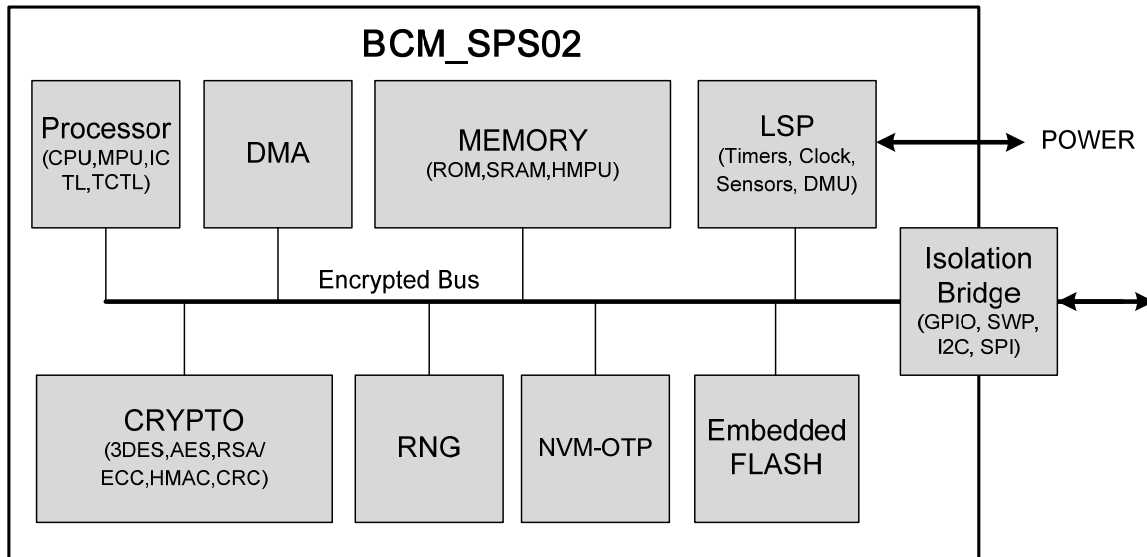 BCM_SPS02
Processor
(CPU,MPU,IC
TL,TCTL)
DMA
MEMORY
(ROM,SRAM,HMPU)
LSP
(Timers, Clock,
Sensors, DMU)
POWER
Encrypted Bus
Isolation
Bridge
(GPIO, SWP,
I2C, SPI)
CRYPTO
(3DES,AES,RSA/
ECC,HMAC,CRC)
RNG
NVM-OTP
Embedded
FLASH